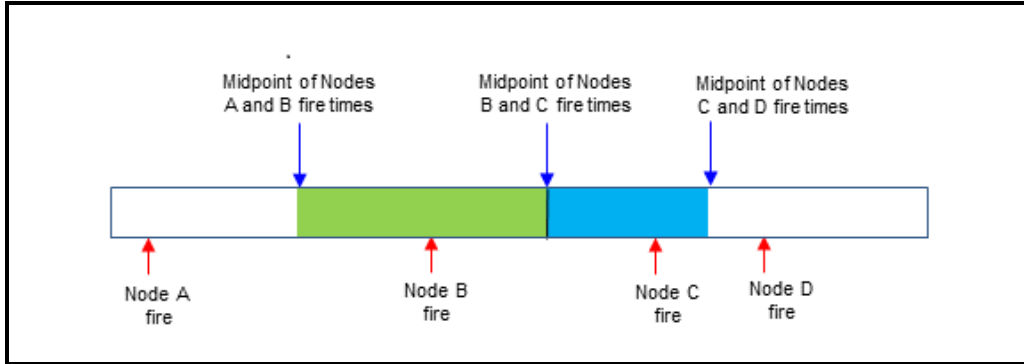 Midpoint of Nodes
A and B fire times
Midpoint of Nodes
B and C fire times
Midpoint of Nodes
C and D fire times
Node A
fire
Node B
fire
Node C
fire
Node D
fire